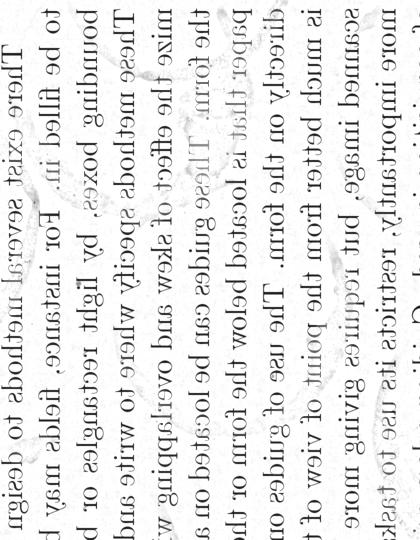 There exist several methods to design
to be filled in. For instance, fields may
bounding boxes, by light rectangles or
These methods specify where to write and
mize the effect of skew and overlapping
the form. These guides can be located on a
paper that is located below the form or
directly on the form. The use of guides on
is much better from the point of view of
scanned image, but requires giving more
more importantly, restricts its use to